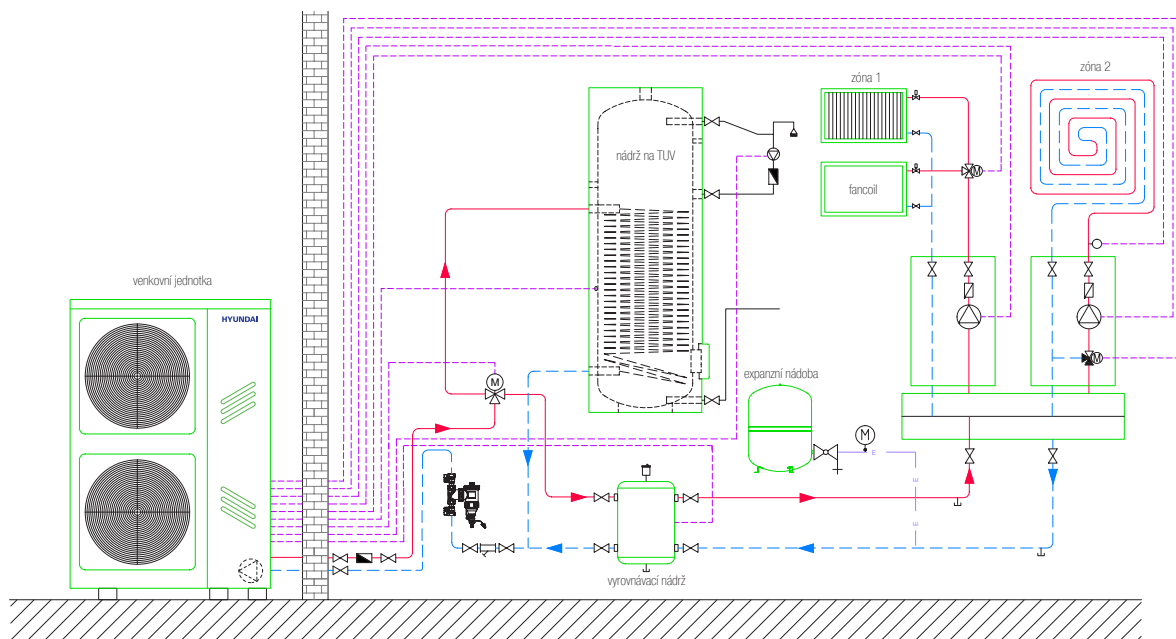 zóna 1
zóna 2
nádrž na TUV
fancoil
venkovní jednotka
HYUNDAI
M
M
M
expanzní nádoba
M
M
E
E
E
vyrovnávací nádrž